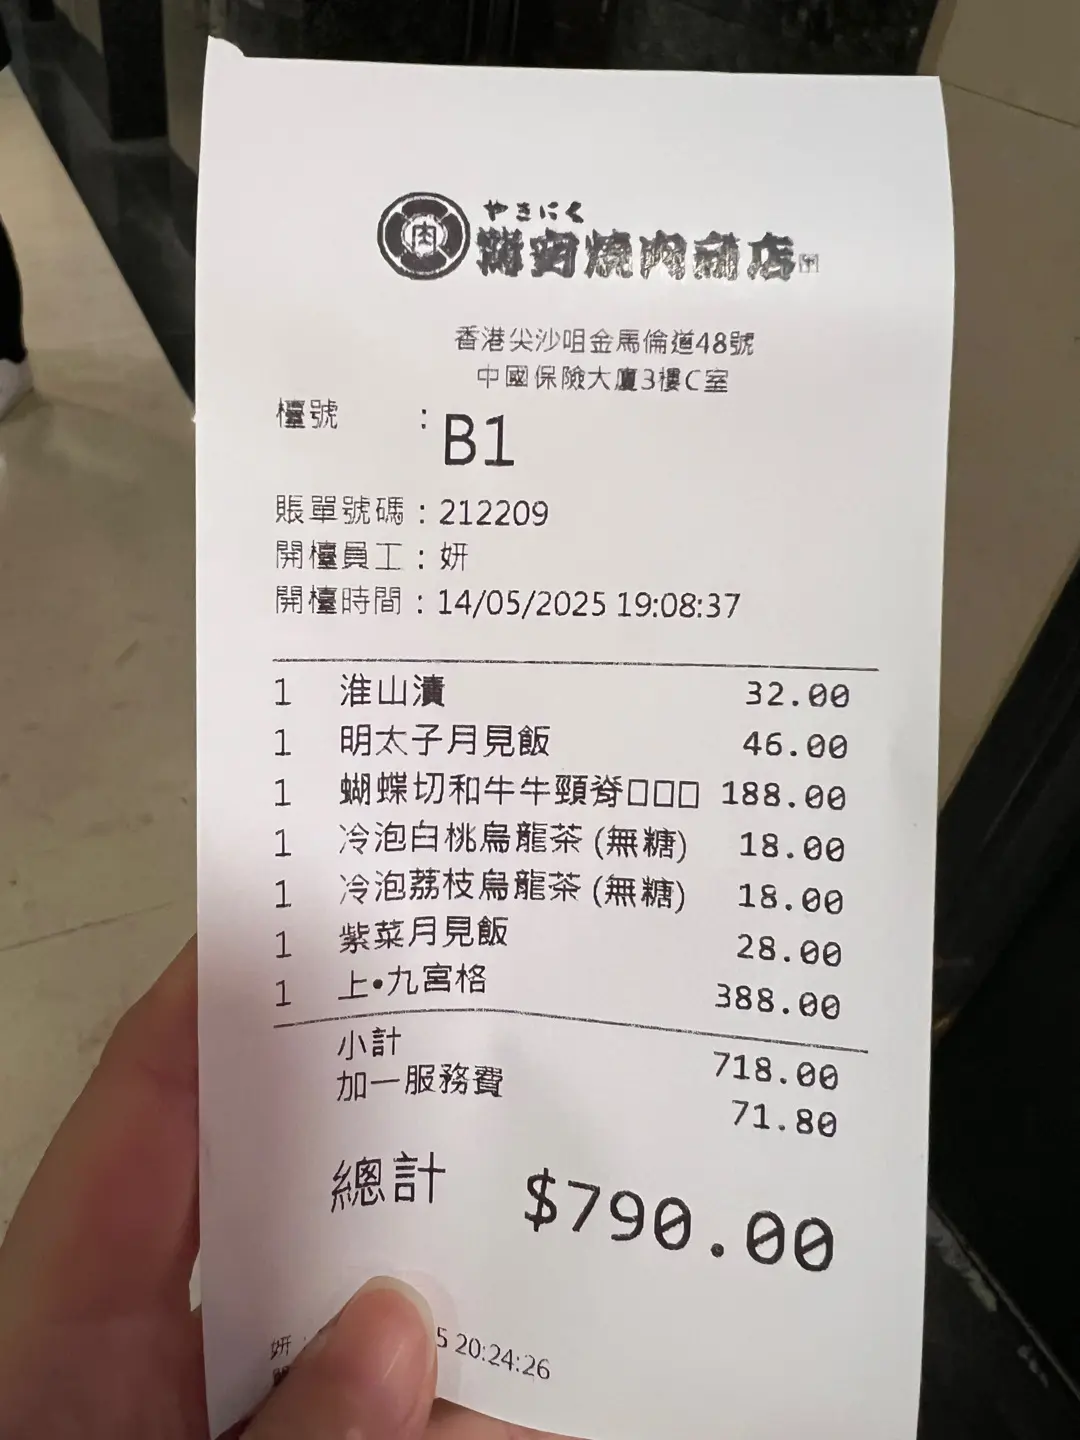 肉
やきにく
燒肉商店
香港尖沙咀金馬倫道48號
中國保險大廈3樓C室
檯號 : B1
賬單號碼 : 212209
開檯員工 : 妍
開檯時間 : 14/05/2025 19:08:37
1 淮山漬 32.00
1 明太子月見飯 46.00
1 蝴蝶切和牛牛頸脊□□□ 188.00
1 冷泡白桃烏龍茶 (無糖) 18.00
1 冷泡荔枝烏龍茶 (無糖) 18.00
1 紫菜月見飯 28.00
1 上•九宮格 388.00
小計 718.00
加一服務費 71.80
總計 $790.00
妍 : 5 20:24:26